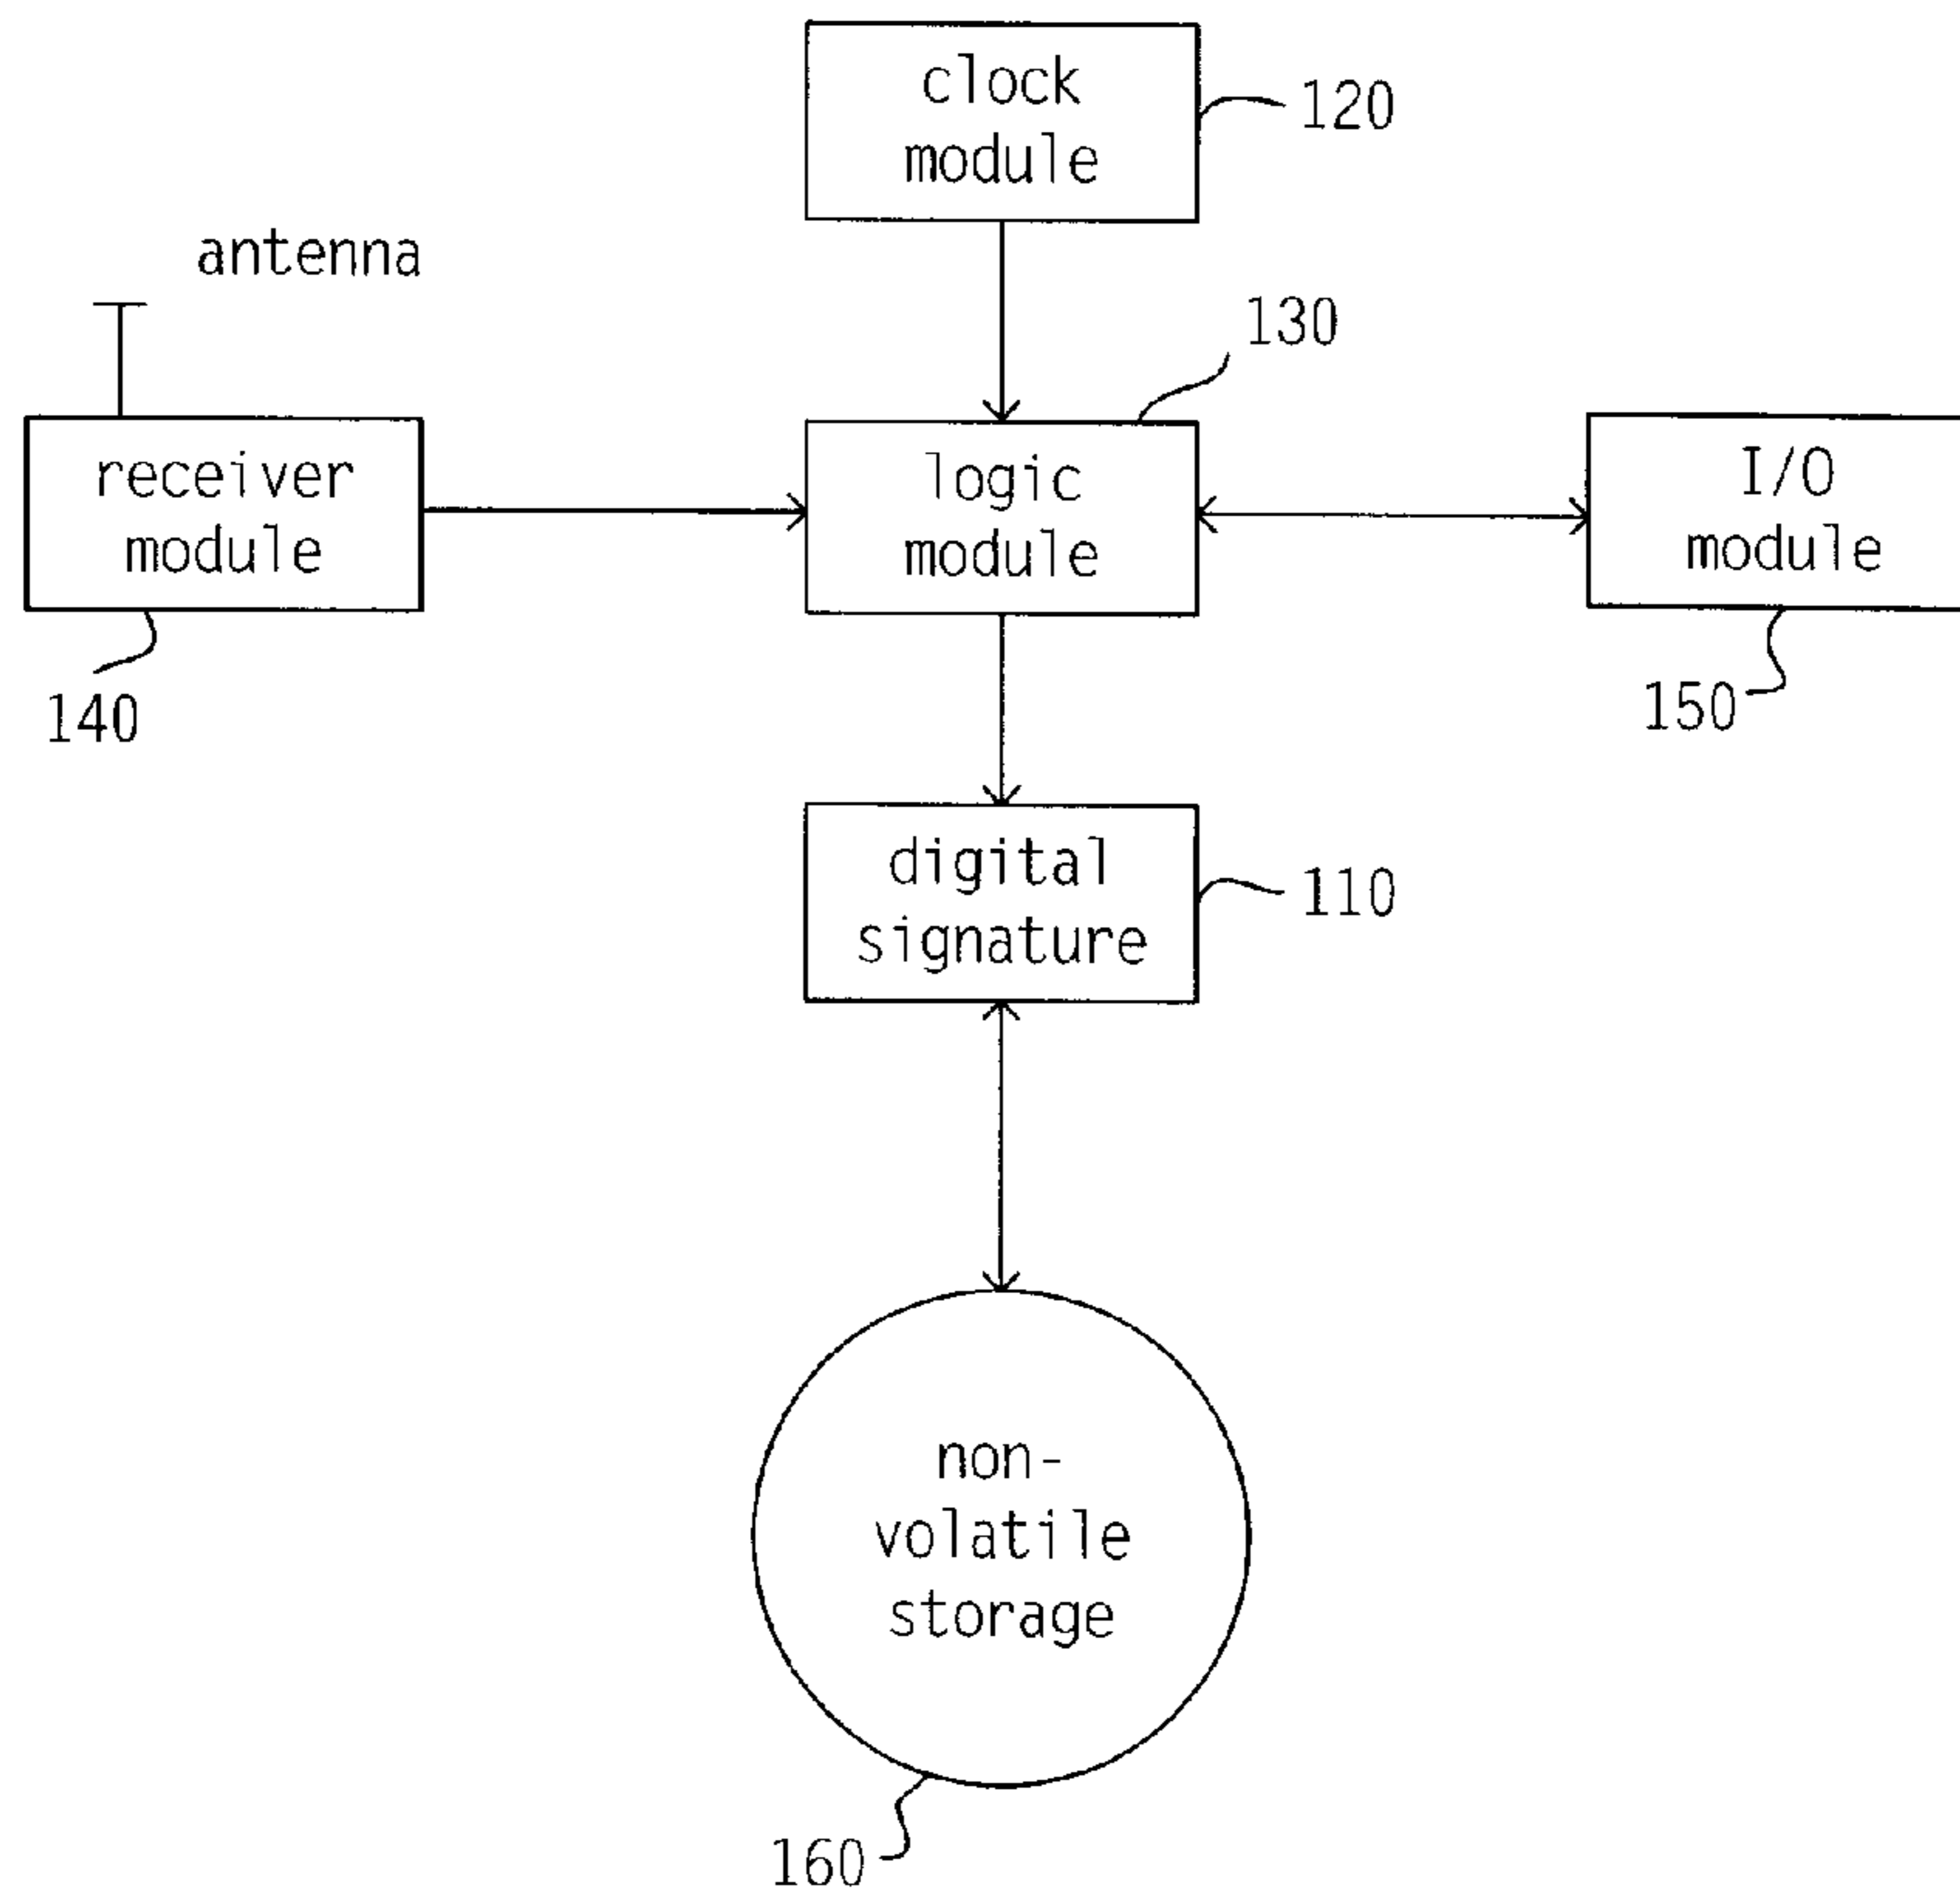 clock
module
120
antenna
130
receiver
module
logic
module
I/O
module
140
150
digital
signature
110
non-
volatile
storage
160